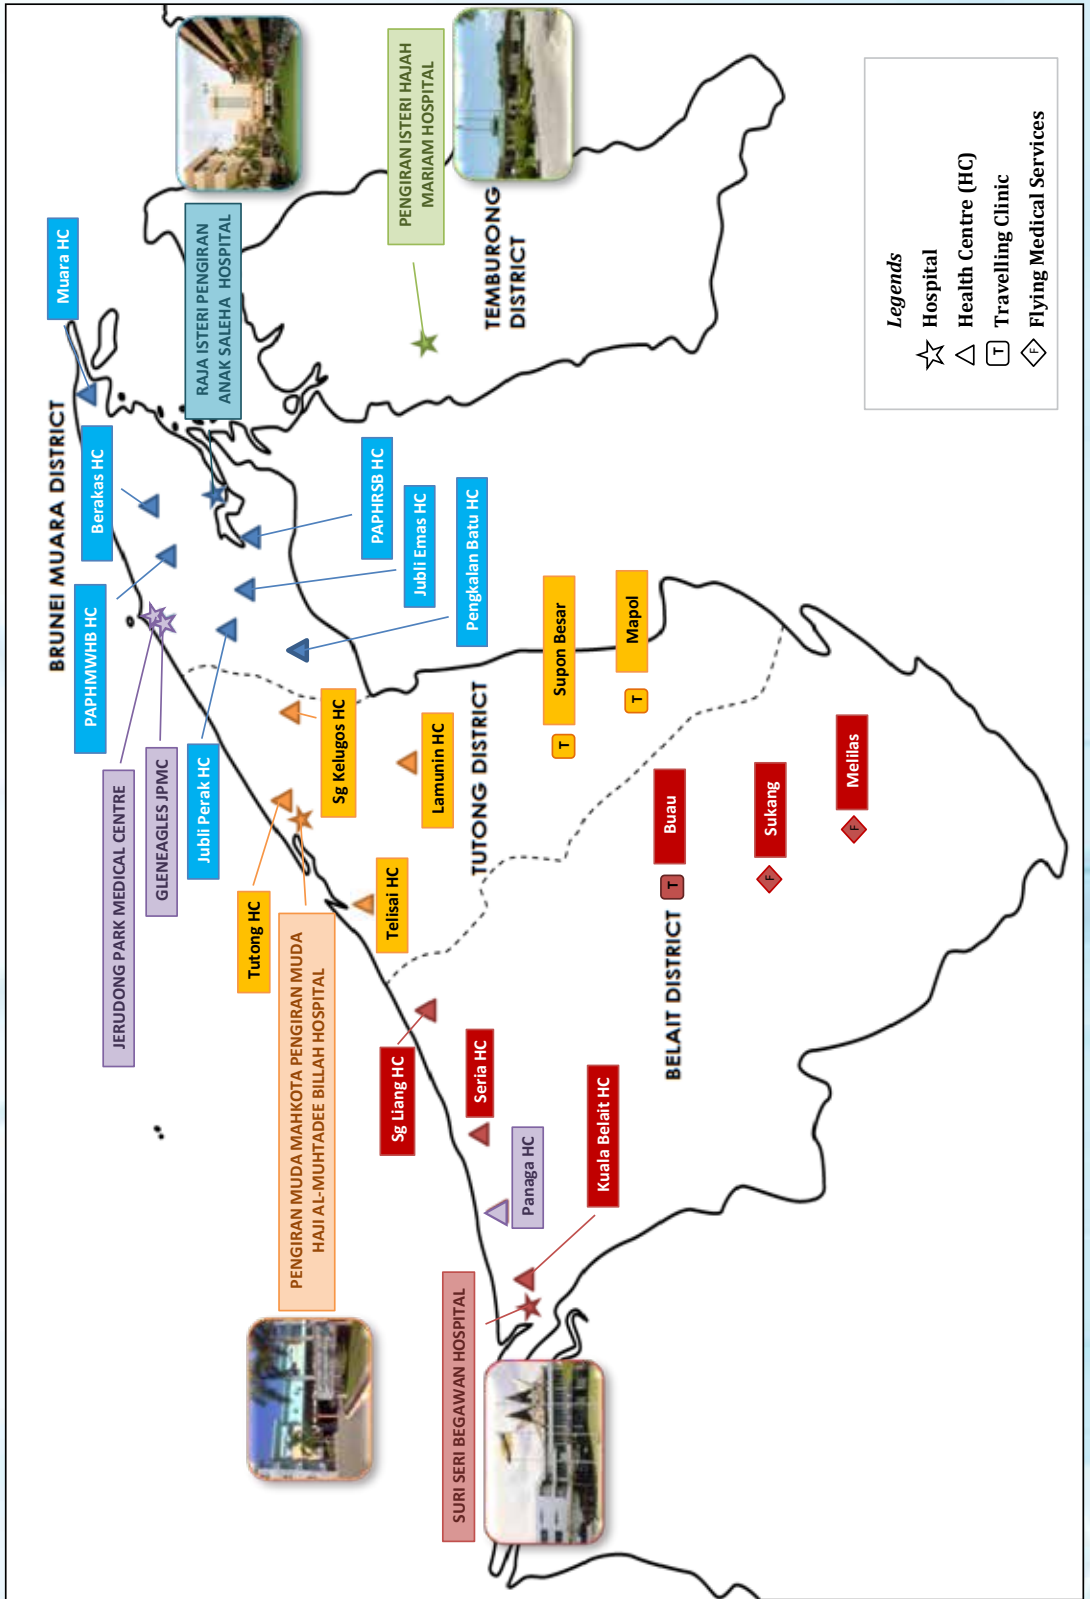 BRUNEI MUARA DISTRICT
Muara HC
Berakas HC
PAPHMWHB HC
JERUDONG PARK MEDICAL CENTRE
GLENEAGLES JPMC
Jubli Perak HC
RAJA ISTERI PENGIRAN
ANAK SALEHA HOSPITAL
PAPHRSB HC
Jubli Emas HC
Pengkalan Batu HC
PENGIRAN ISTERI HAJAH
MARIAM HOSPITAL
TEMBURONG
DISTRICT
Tutong HC
PENGIRAN MUDA MAHKOTA PENGIRAN MUDA
HAJI AL-MUHTADEE BILLAH HOSPITAL
Sg Kelugos HC
Telisai HC
Lamunin HC
TUTONG DISTRICT
Supon Besar
T
Mapol
T
Sg Liang HC
Seria HC
Panaga HC
Kuala Belait HC
SURI SERI BEGAWAN HOSPITAL
BELAIT DISTRICT
Buau
T
Sukang
F
Melilas
F
Legends
Hospital
Health Centre (HC)
T Travelling Clinic
F Flying Medical Services